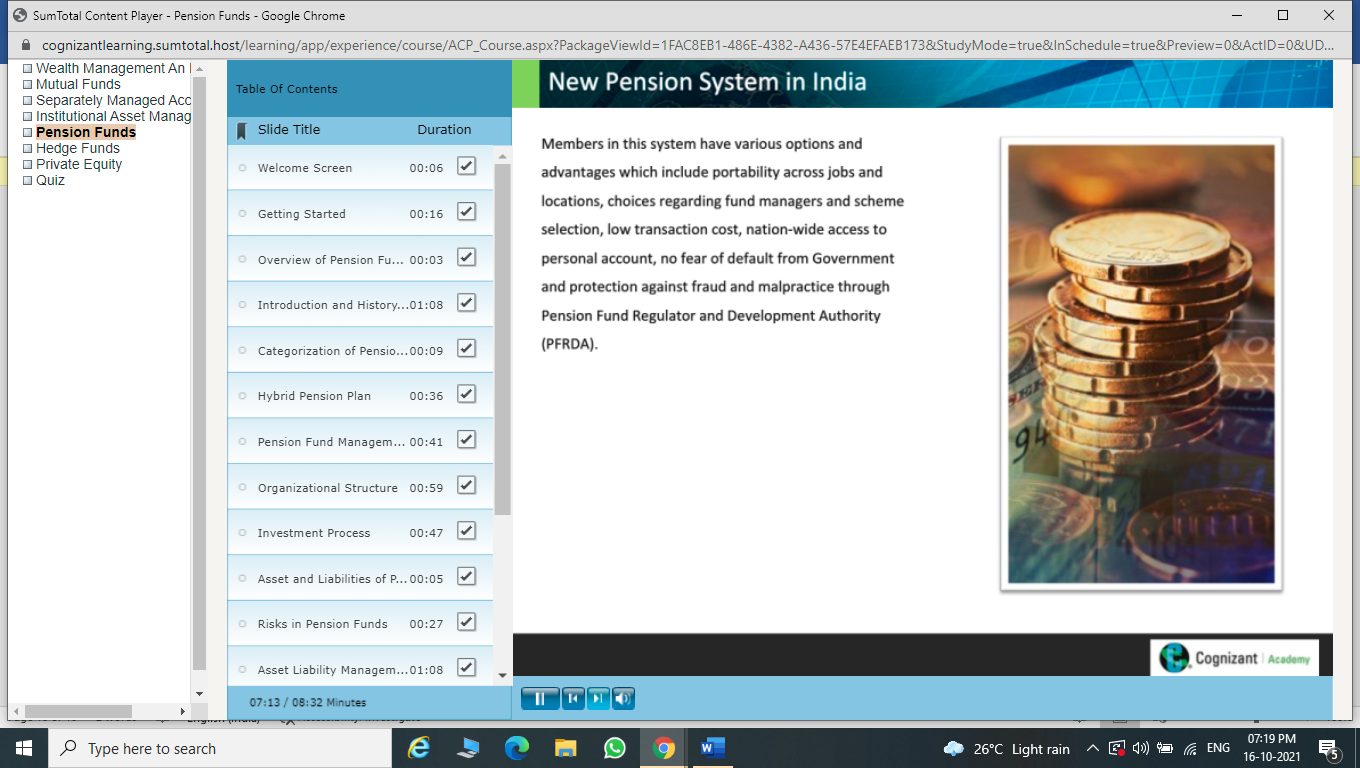 SumTotal Content Player - Pension Funds - Google Chrome
cognizantlearning.sumtotal.host/learning/app/experience/course/ACP_Course.aspx?PackageViewId=1FAC8EB1-486E-4382-A436-57E4EFAEB173&StudyMode=true&InSchedule=true&Preview=0&ActID=0&UD...
Wealth Management An
Mutual Funds
Separately Managed Acc
Institutional Asset Manag
Pension Funds
Hedge Funds
Private Equity
Quiz
Table Of Contents
Slide Title Duration
Welcome Screen 00:06
Getting Started 00:16
Overview of Pension Fu... 00:03
Introduction and History... 01:08
Categorization of Pensio... 00:09
Hybrid Pension Plan 00:36
Pension Fund Managem... 00:41
Organizational Structure 00:59
Investment Process 00:47
Asset and Liabilities of P... 00:05
Risks in Pension Funds 00:27
Asset Liability Managem... 01:08
07:13 / 08:32 Minutes
New Pension System in India
Members in this system have various options and
advantages which include portability across jobs and
locations, choices regarding fund managers and scheme
selection, low transaction cost, nation-wide access to
personal account, no fear of default from Government
and protection against fraud and malpractice through
Pension Fund Regulator and Development Authority
(PFRDA).
94
Cognizant | Academy
Type here to search
26°C Light rain
ENG
07:19 PM
16-10-2021
5